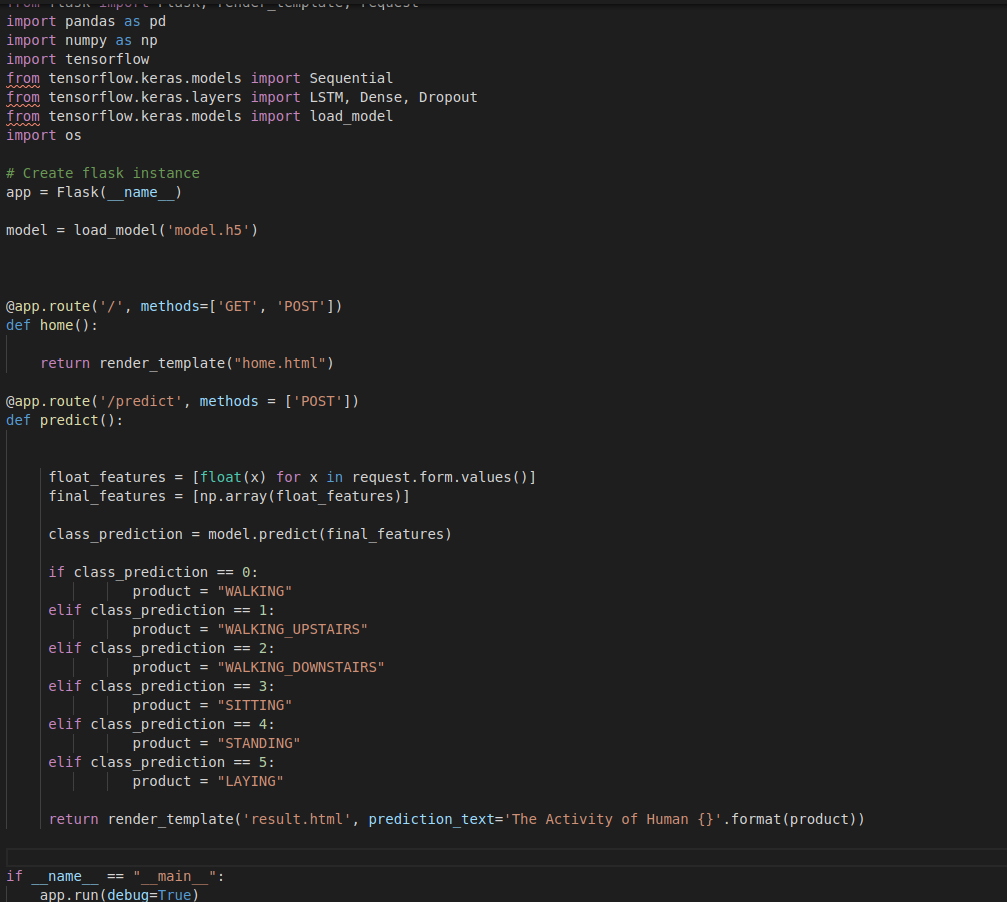 from flask import Flask, render_template, request
import pandas as pd
import numpy as np
import tensorflow
from tensorflow.keras.models import Sequential
from tensorflow.keras.layers import LSTM, Dense, Dropout
from tensorflow.keras.models import load_model
import os
# Create flask instance
app = Flask(__name__)
model = load_model('model.h5')
@app.route('/', methods=['GET', 'POST'])
def home():
    return render_template("home.html")
@app.route('/predict', methods = ['POST'])
def predict():
     float_features = [float(x) for x in request.form.values()]
     final_features = [np.array(float_features)]
     class_prediction = model.predict(final_features)
     if class_prediction == 0:
               product = "WALKING"
     elif class_prediction == 1:
               product = "WALKING_UPSTAIRS"
     elif class_prediction == 2:
               product = "WALKING_DOWNSTAIRS"
     elif class_prediction == 3:
               product = "SITTING"
     elif class_prediction == 4:
               product = "STANDING"
     elif class_prediction == 5:
               product = "LAYING"
     return render_template('result.html', prediction_text='The Activity of Human {}'.format(product))
if __name__ == "__main__":
    app.run(debug=True)